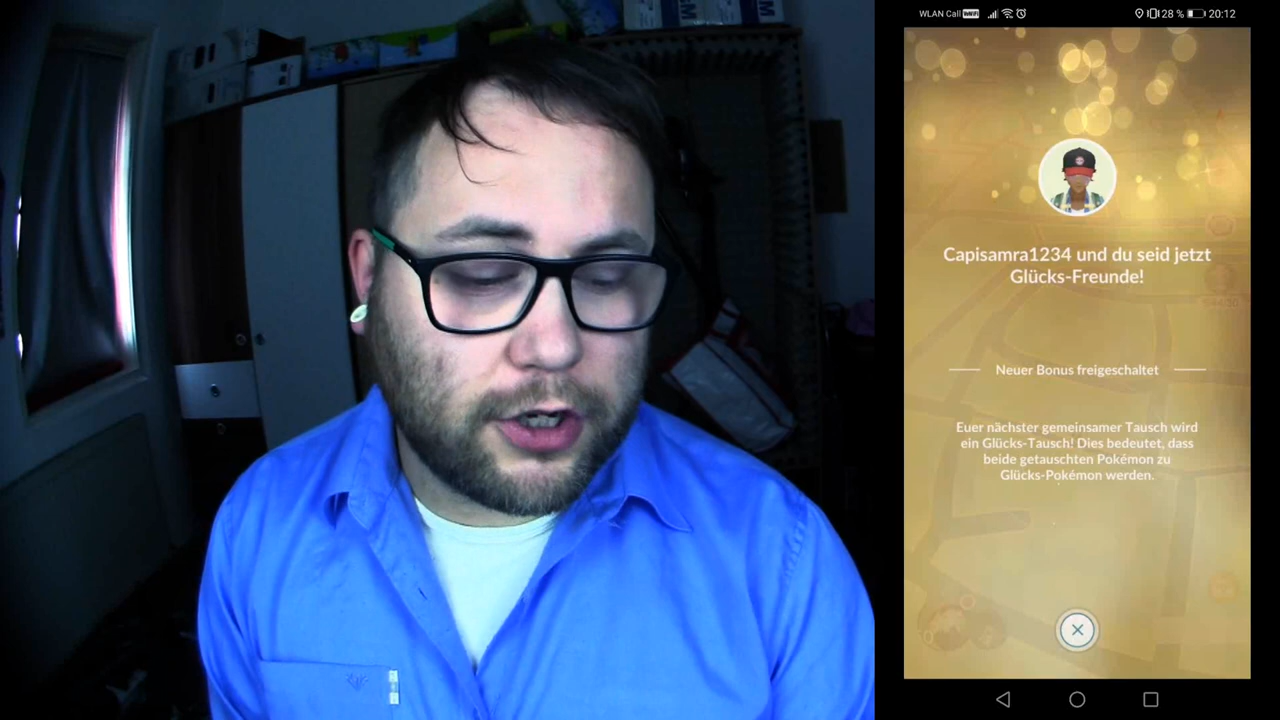 WLAN Call VoWiFi 28 % 20:12
Capisamra1234 und du seid jetzt
Glücks-Freunde!
Neuer Bonus freigeschaltet
Euer nächster gemeinsamer Tausch wird
ein Glücks-Tausch! Dies bedeutet, dass
beide getauschten Pokémon zu
Glücks-Pokémon werden.